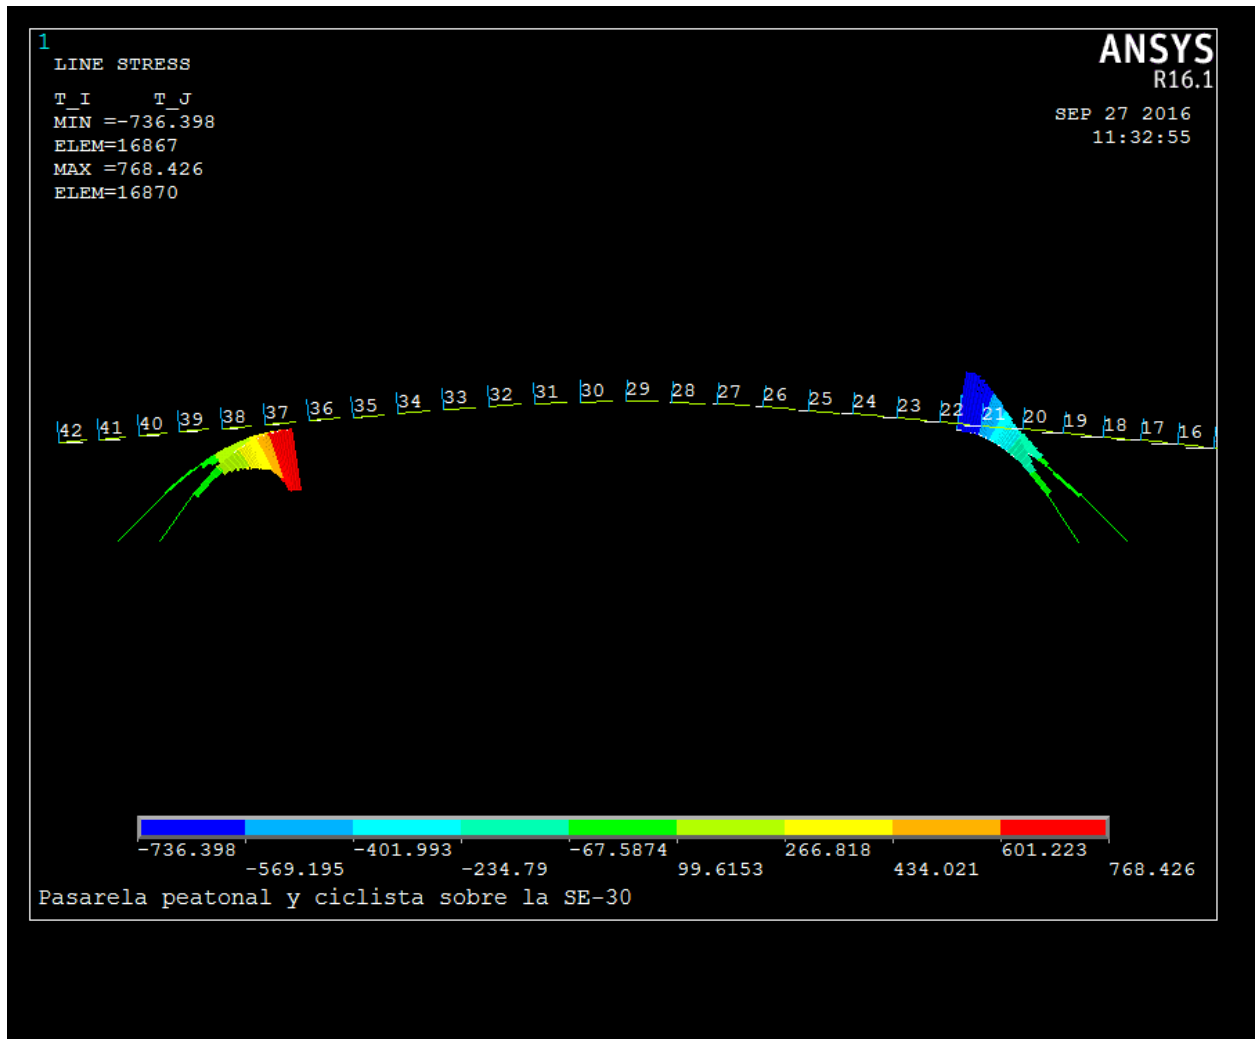 1
ANSYS
R16.1
LINE STRESS
T_I T_J
MIN =-736.398
ELEM=16867
MAX =768.426
ELEM=16870
SEP 27 2016
11:32:55
42 41 40 39 38 37 36 35 34 33 32 31 30 29 28 27 26 25 24 23 22 21 20 19 18 17 16
-736.398 -401.993 -67.5874 266.818 601.223
-569.195 -234.79 99.6153 434.021 768.426
Pasarela peatonal y ciclista sobre la SE-30